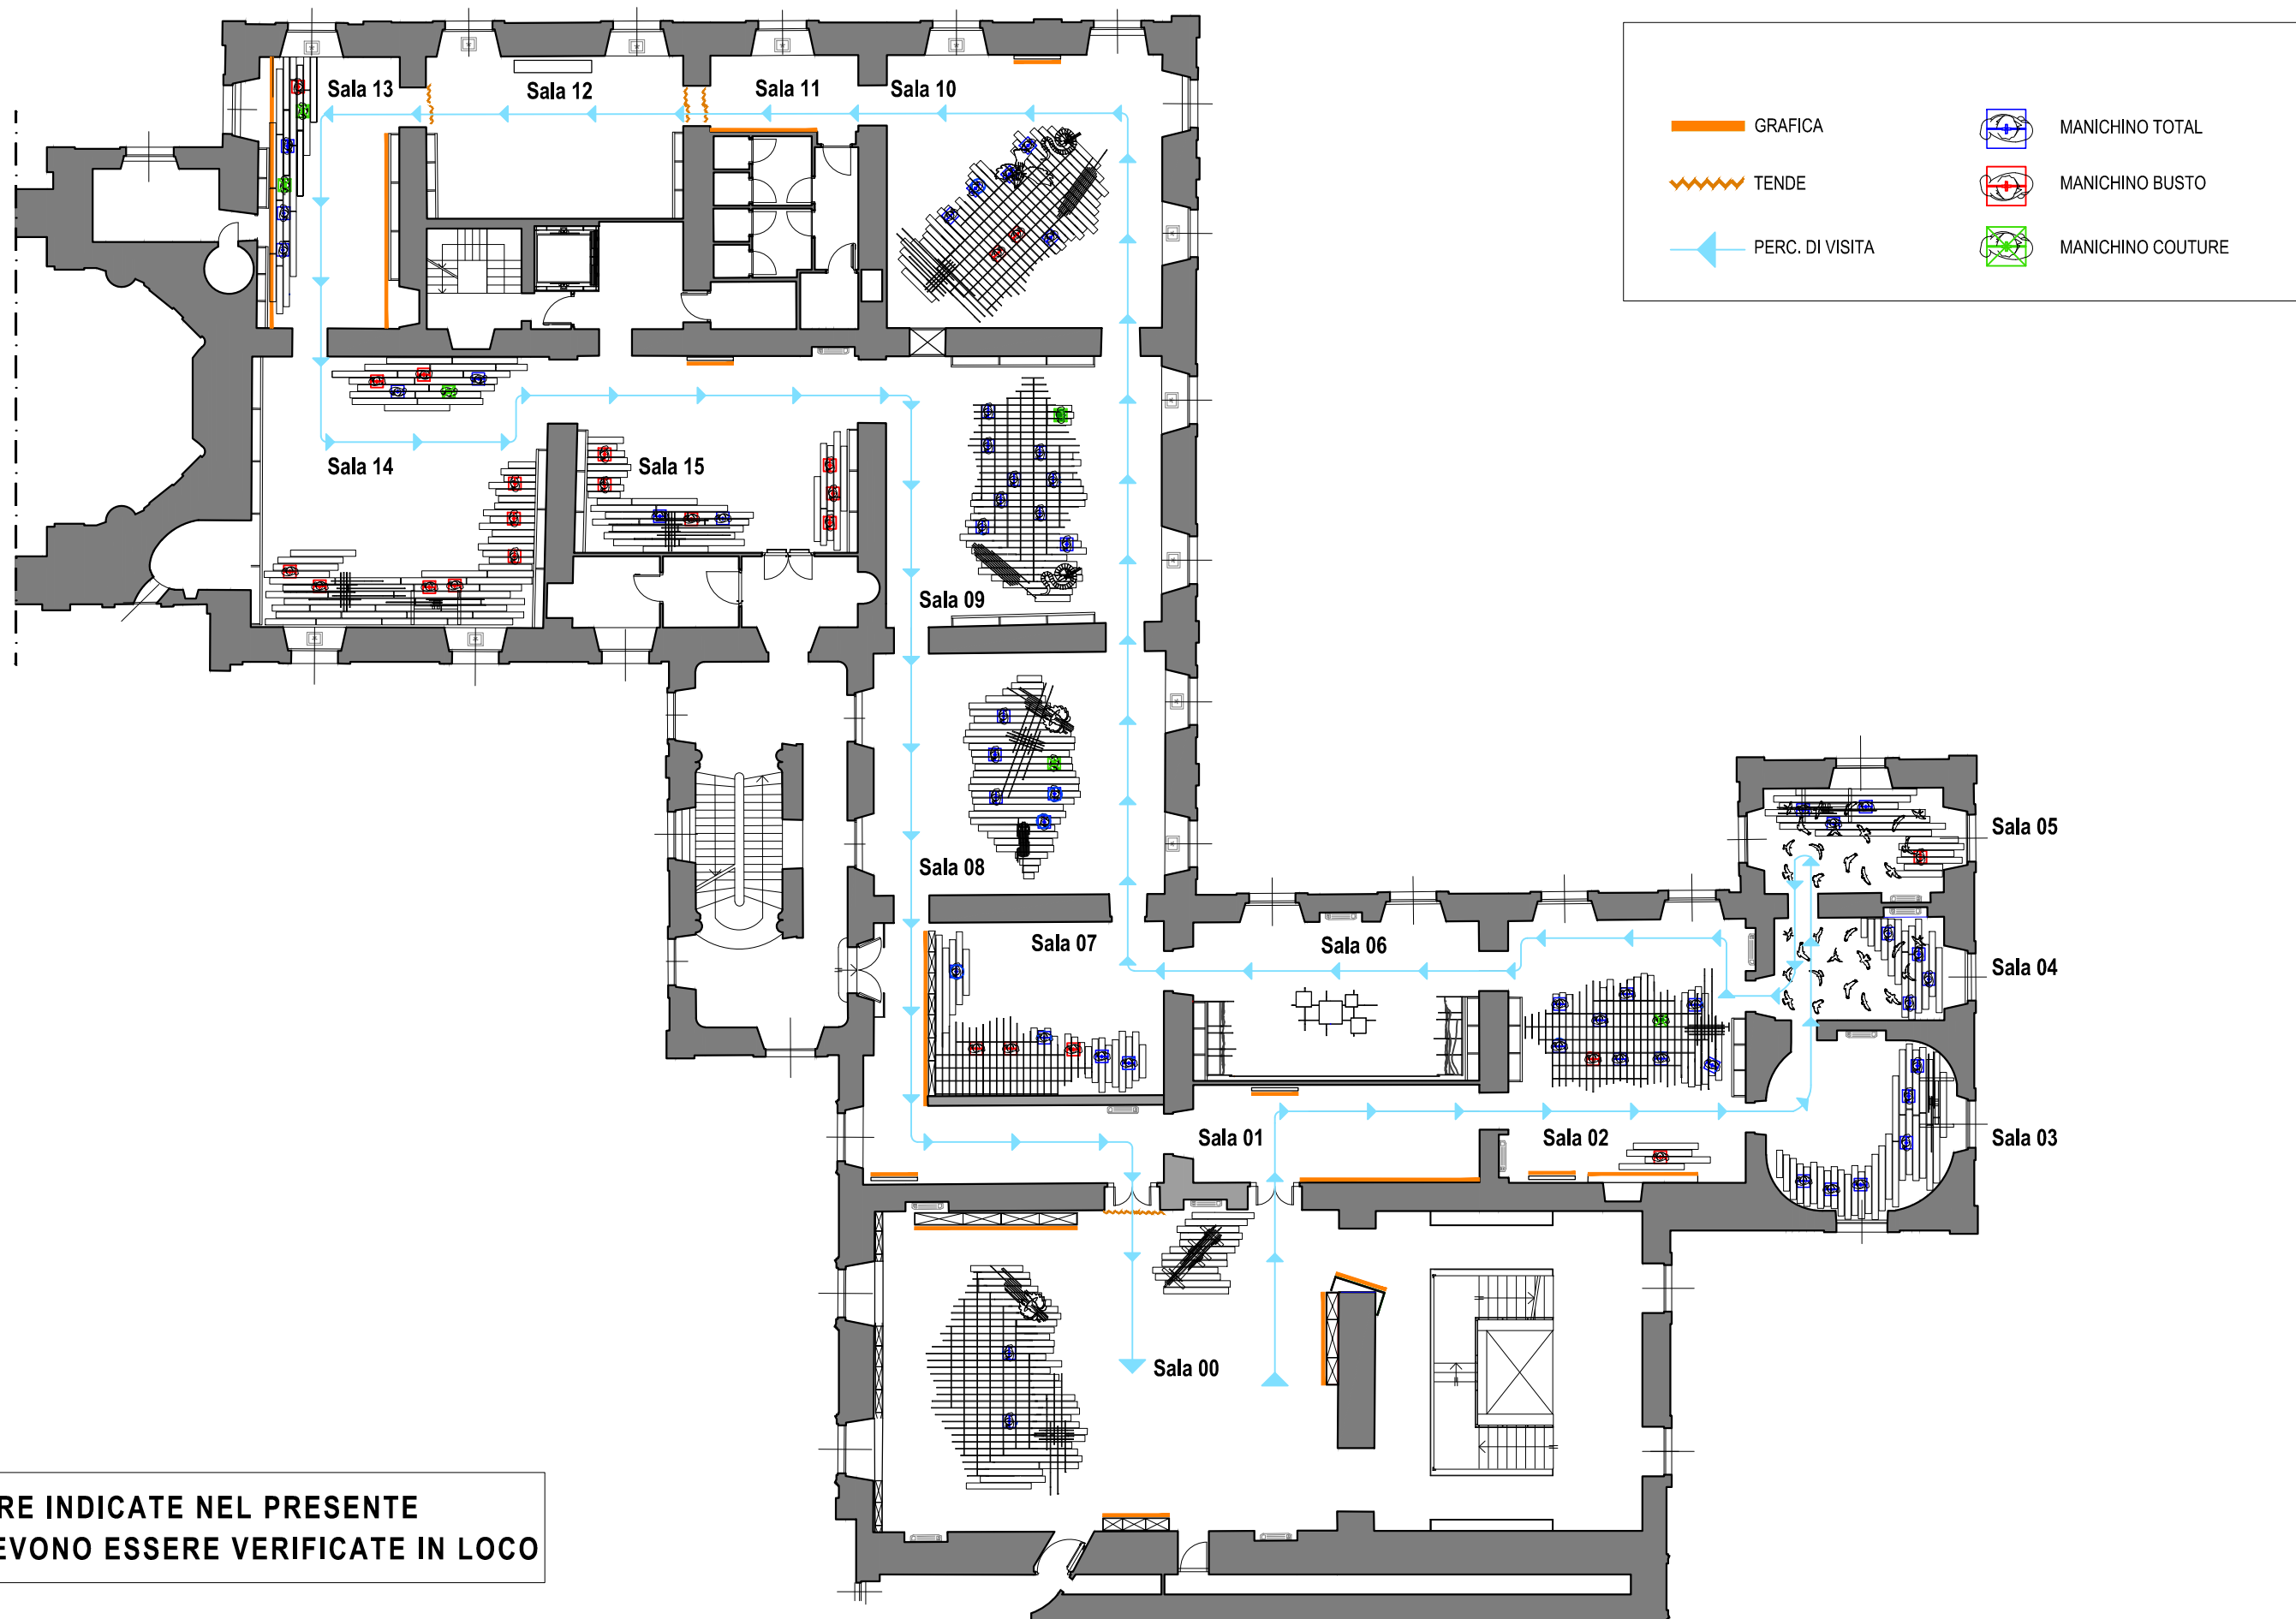 Sala 13
Sala 12
Sala 11
Sala 10
GRAFICA
MANICHINO TOTAL
TENDE
MANICHINO BUSTO
PERC. DI VISITA
MANICHINO COUTURE
Sala 14
Sala 15
Sala 09
Sala 08
Sala 05
Sala 07
Sala 06
Sala 04
Sala 01
Sala 02
Sala 03
Sala 00
RE INDICATE NEL PRESENTE
EVONO ESSERE VERIFICATE IN LOCO